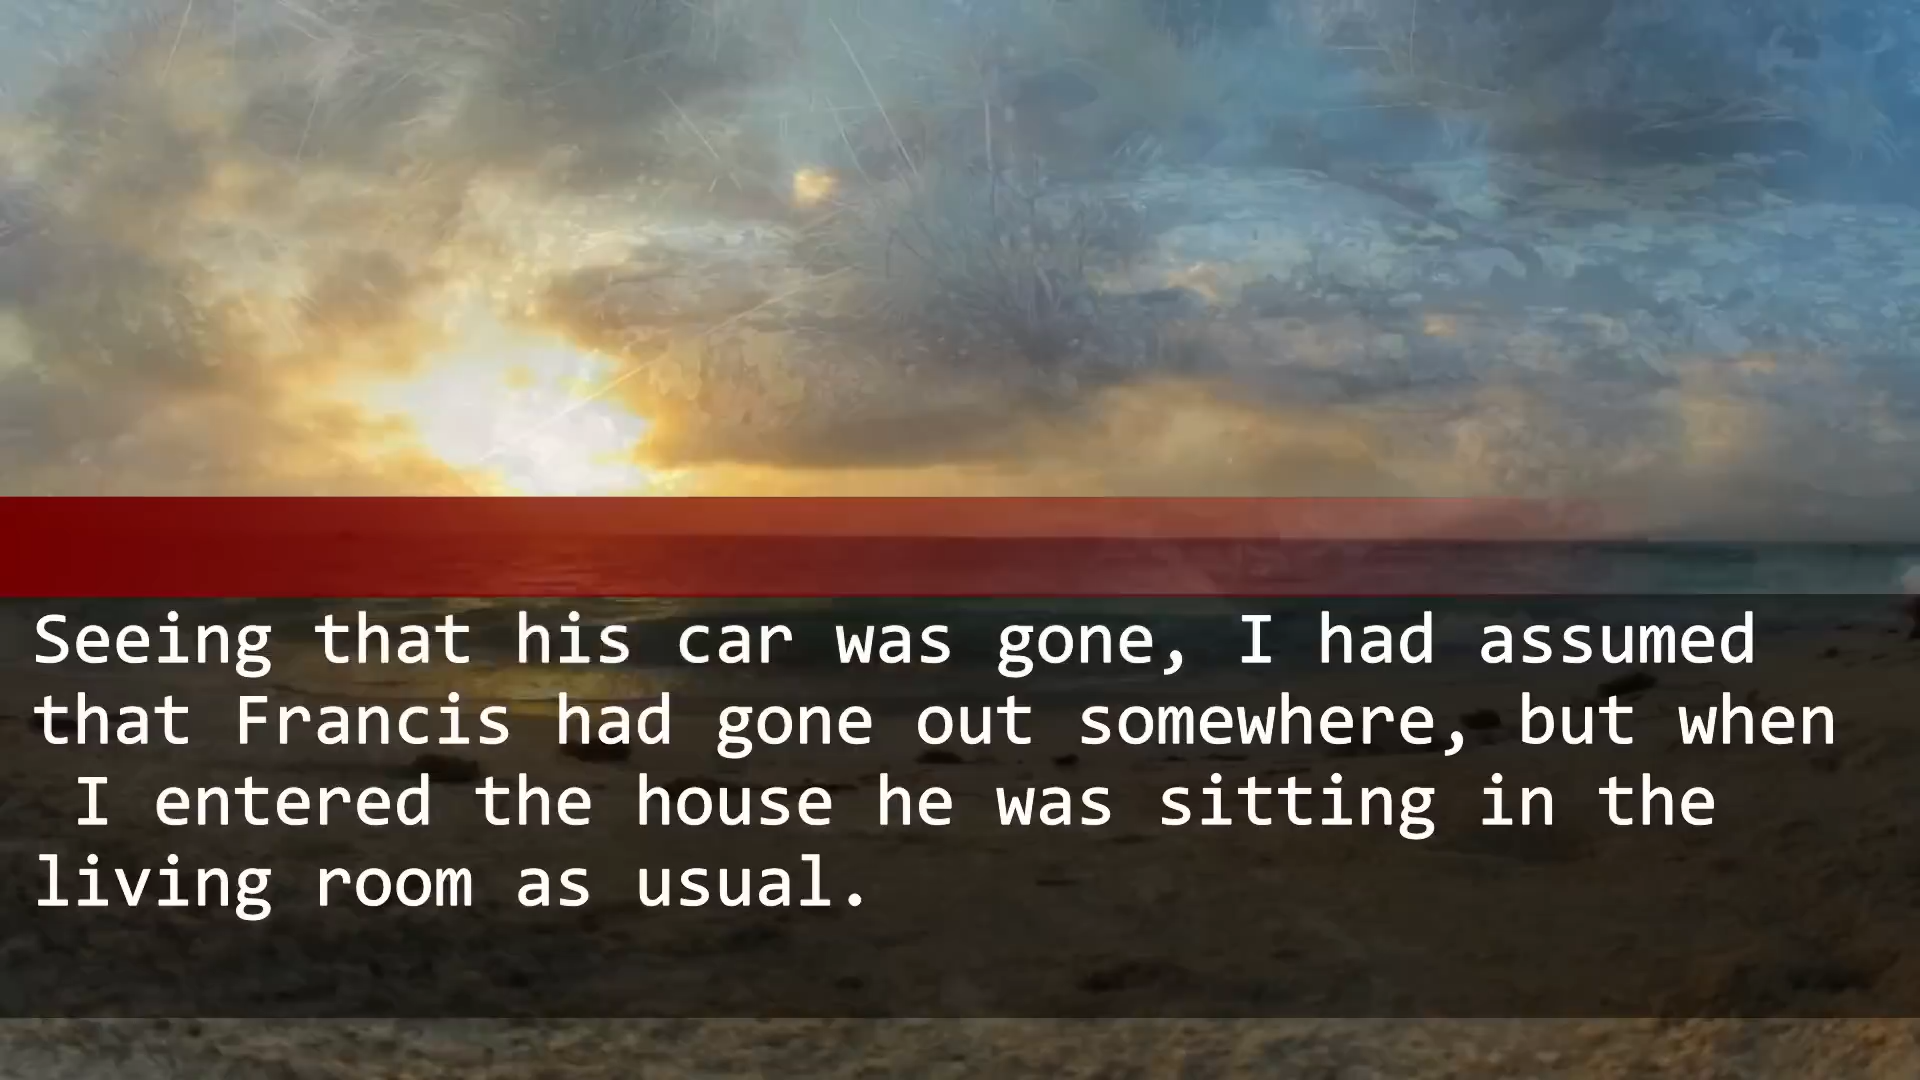 Seeing that his car was gone, I had assumed
that Francis had gone out somewhere, but when
I entered the house he was sitting in the
living room as usual.